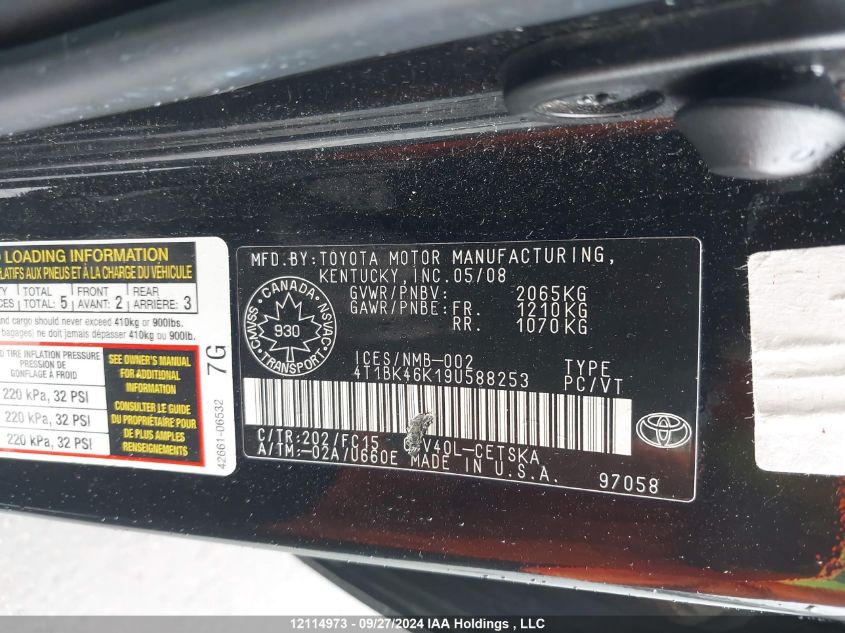 LOADING INFORMATION
LATIFS AUX PNEUS ET À LA CHARGE DU VÉHICULE
TOTAL: 5
FRONT
AVANT: 2
REAR
ARRIÈRE: 3
and cargo should never exceed 410kg or 900lbs.
bagages) ne doit jamais dépasser 410kg ou 900lb.
TIRE INFLATION PRESSURE
PRESSION DE
GONFLAGE À FROID
220 kPa, 32 PSI
220 kPa, 32 PSI
220 kPa, 32 PSI
SEE OWNER'S MANUAL
FOR ADDITIONAL
INFORMATION
CONSULTER LE GUIDE
DU PROPRIÉTAIRE
POUR DE PLUS
AMPLES
RENSEIGNEMENTS
7G
42661-06532
MFD.BY:TOYOTA MOTOR MANUFACTURING,
KENTUCKY,INC.05/08
GVWR/PNBV: 2065KG
GAWR/PNBE:FR. 1210KG
RR. 1070KG
CANADA
930
TRANSPORT
CMVSS
NSVAC
ICES/NMB-002
4T1BK46K19U588253
TYPE
PC/VT
C/TR:202/FC15 V40L-CETSKA
A/TM:-02A/U660E MADE IN U.S.A.
97058
12114973 - 09/27/2024 IAA Holdings , LLC